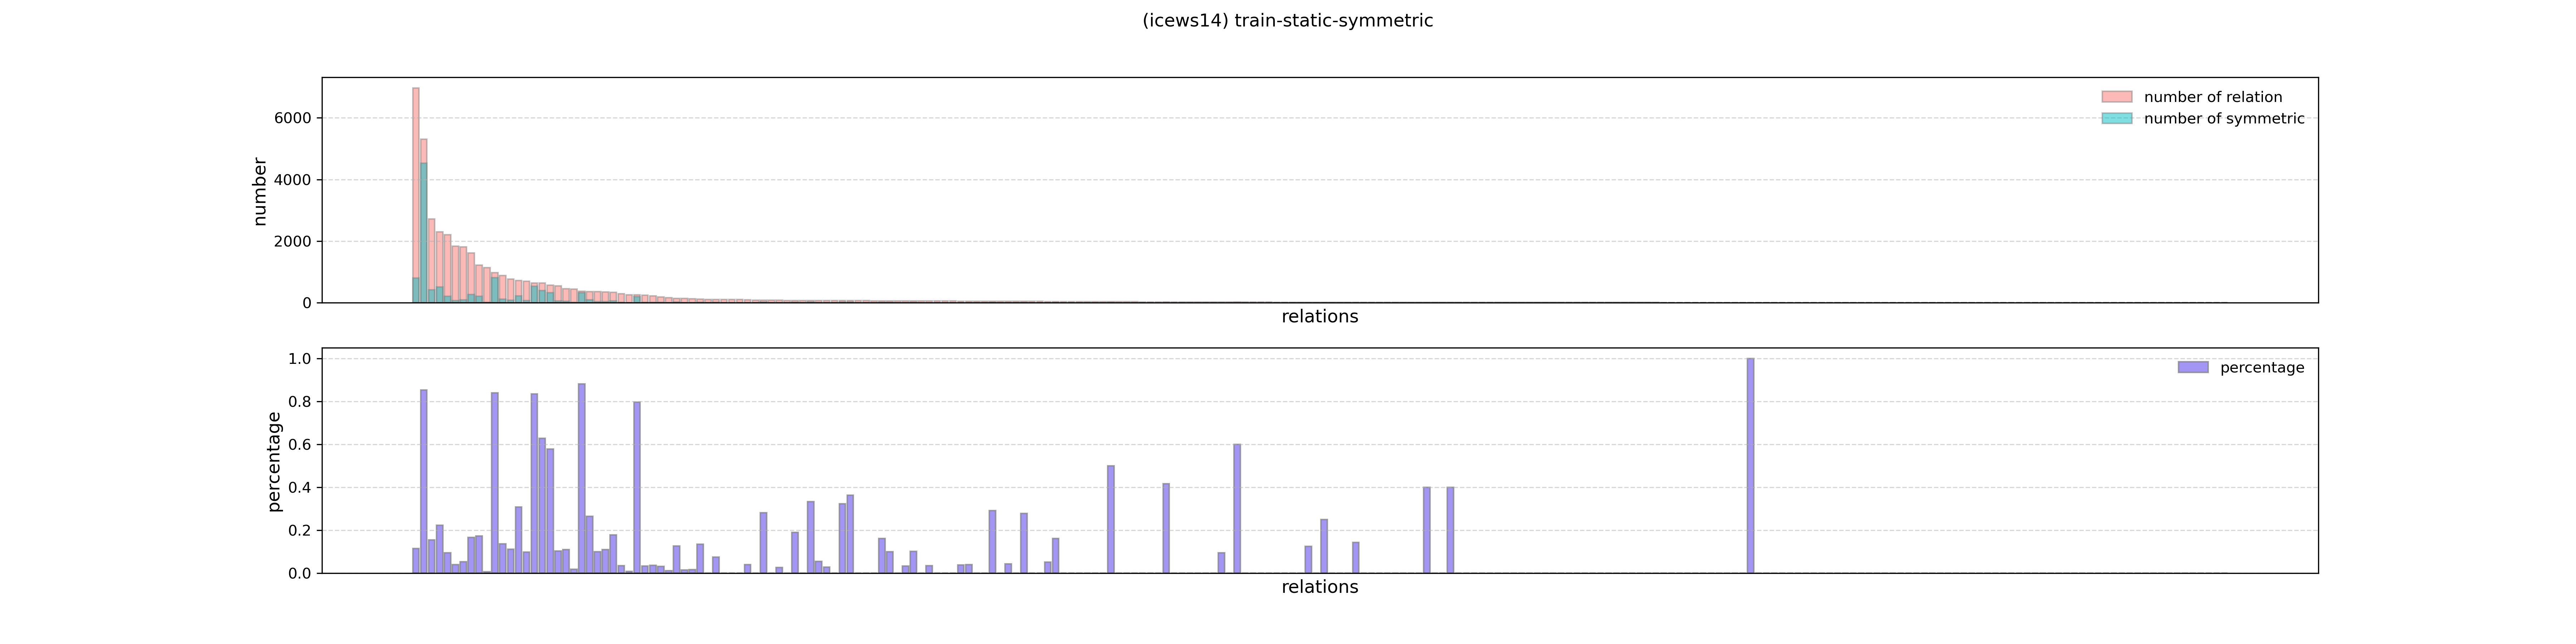 (icews14) train-static-symmetric
number
6000
4000
2000
0
number of relation
number of symmetric
relations
percentage
1.0
0.8
0.6
0.4
0.2
0.0
percentage
relations